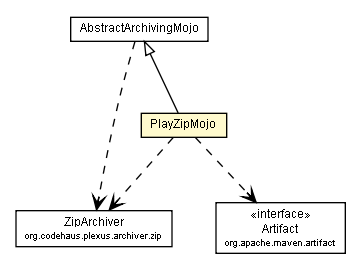 AbstractArchivingMojo
PlayZipMojo
ZipArchiver
org.codehaus.plexus.archiver.zip
«interface»
Artifact
org.apache.maven.artifact